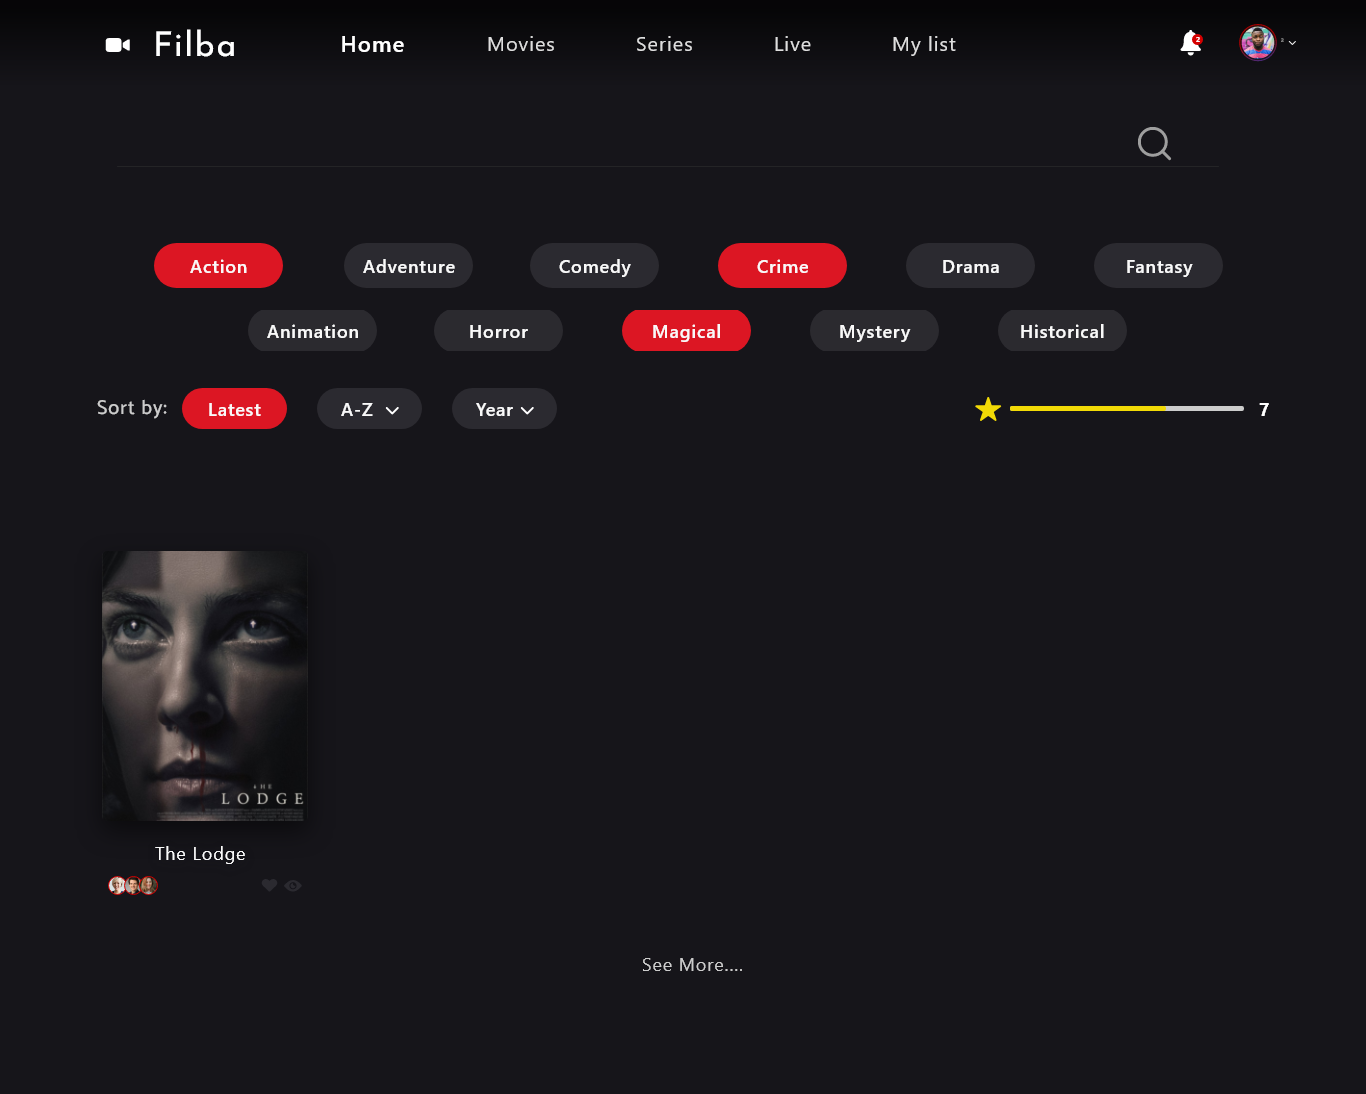 Filba Home Movies Series Live My list 2
Action Adventure Comedy Crime Drama Fantasy
Animation Horror Magical Mystery Historical
Sort by: Latest A-Z Year 7
THE
LODGE
The Lodge
See More....